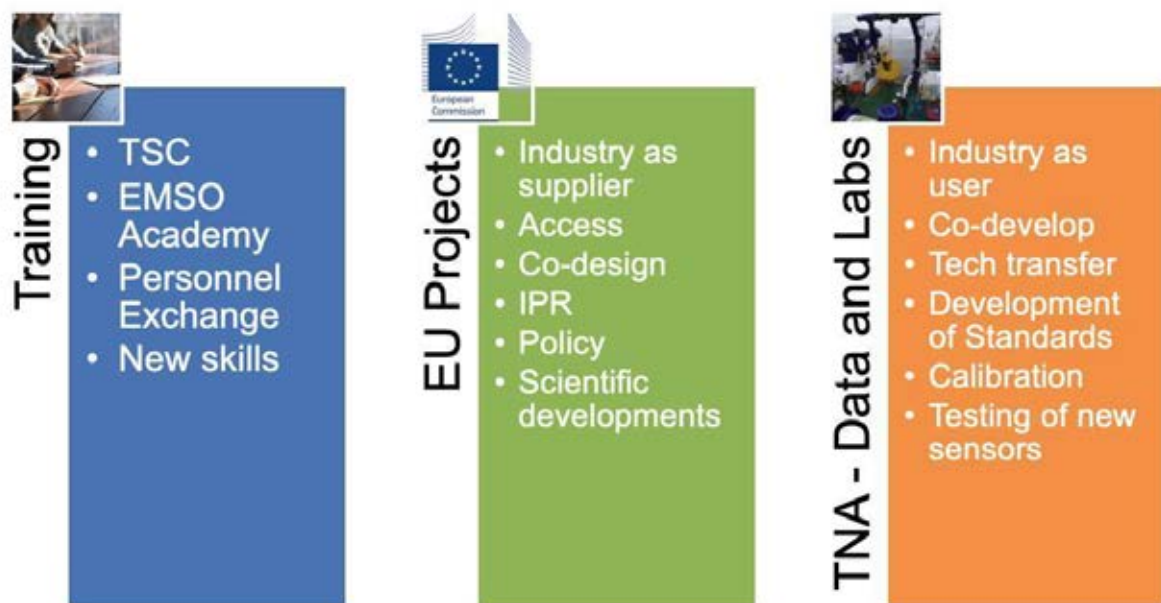 Training
• TSC
• EMSO
Academy
• Personnel
Exchange
• New skills
European
Commission
EU Projects
• Industry as
supplier
• Access
• Co-design
• IPR
• Policy
• Scientific
developments
TNA - Data and Labs
• Industry as
user
• Co-develop
• Tech transfer
• Development
of Standards
• Calibration
• Testing of new
sensors